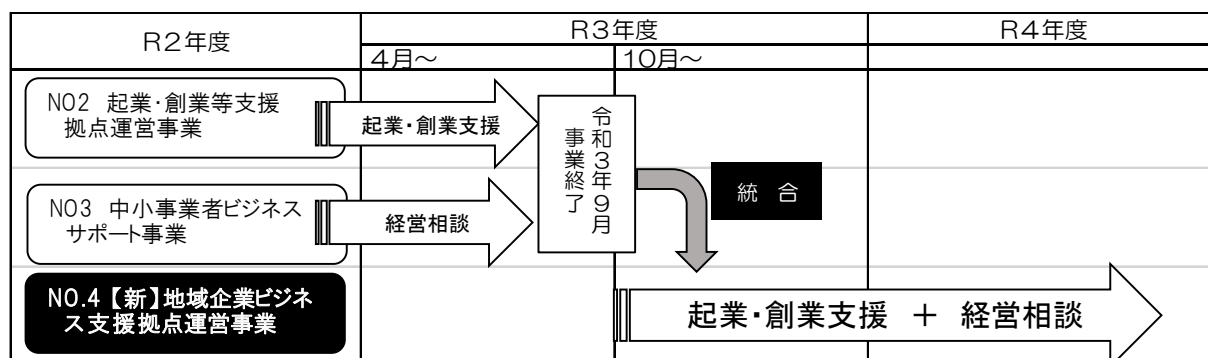 R2年度
R3年度
R4年度
4月～
10月～
NO2 起業・創業等支援
拠点運営事業
起業・創業支援
NO3 中小事業者ビジネス
サポート事業
経営相談
令和3年9月
事業終了
統 合
NO.4【新】地域企業ビジネ
ス支援拠点運営事業
起業・創業支援 ＋ 経営相談